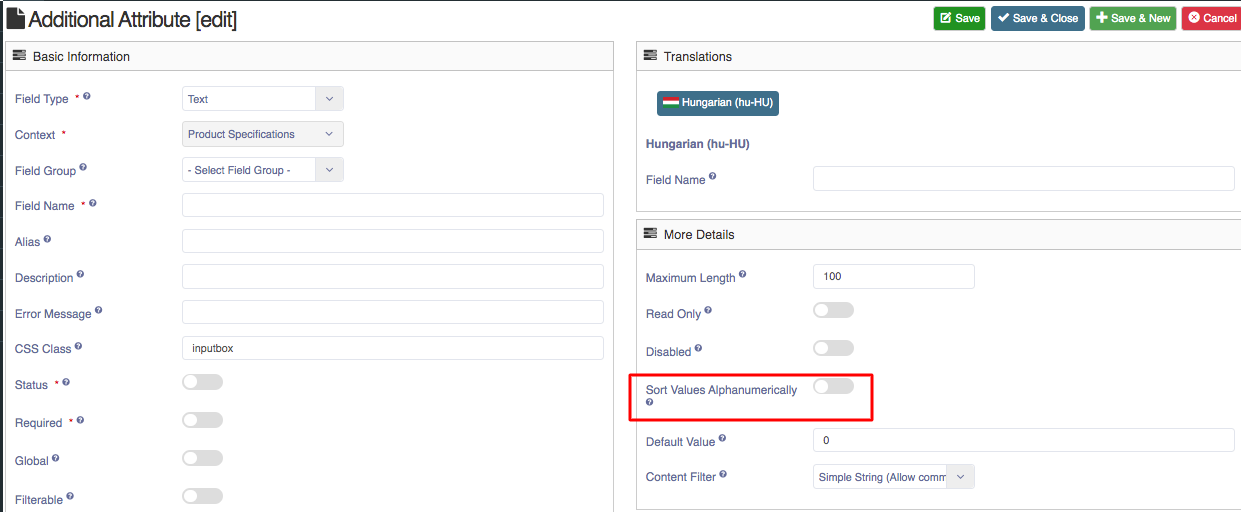 Additional Attribute [edit]
Save
Save & Close
Save & New
Cancel
Basic Information
Field Type * ?
Text
Context *
Product Specifications
Field Group ?
- Select Field Group -
Field Name * ?
Alias ?
Description ?
Error Message ?
CSS Class ?
inputbox
Status * ?
Required * ?
Global ?
Filterable ?
Translations
Hungarian (hu-HU)
Hungarian (hu-HU)
Field Name ?
More Details
Maximum Length ?
100
Read Only ?
Disabled ?
Sort Values Alphanumerically
?
Default Value ?
0
Content Filter ?
Simple String (Allow comm